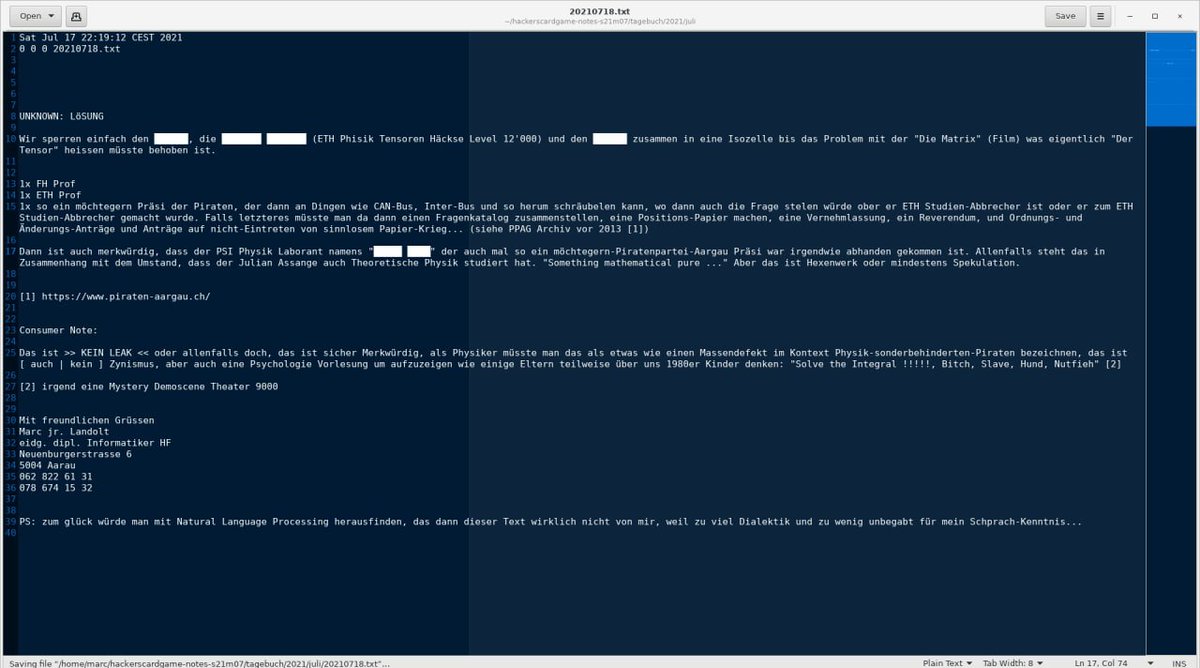 Open
20210718.txt
~/hackerscardgame-notes-s21m07/tagebuch/2021/juli
Save
1 Sat Jul 17 22:19:12 CEST 2021
2 0 0 0 20210718.txt
3
4
5
6
7
8 UNKNOWN: LöSUNG
9
10 Wir sperren einfach den , die (ETH Phisik Tensoren Häckse Level 12'000) und den zusammen in eine Isozelle bis das Problem mit der "Die Matrix" (Film) was eigentlich "Der
Tensor" heissen müsste behoben ist.
11
12
13 1x FH Prof
14 1x ETH Prof
15 1x so ein möchtegern Präsi der Piraten, der dann an Dingen wie CAN-Bus, Inter-Bus und so herum schräubelen kann, wo dann auch die Frage stelen würde ober er ETH Studien-Abbrecher ist oder er zum ETH
Studien-Abbrecher gemacht wurde. Falls letzteres müsste man da dann einen Fragenkatalog zusammenstellen, eine Positions-Papier machen, eine Vernehmlassung, ein Reverendum, und Ordnungs- und
Änderungs-Anträge und Anträge auf nicht-Eintreten von sinnlosem Papier-Krieg... (siehe PPAG Archiv vor 2013 [1])
16
17 Dann ist auch merkwürdig, dass der PSI Physik Laborant namens " " der auch mal so ein möchtegern-Piratenpartei-Aargau Präsi war irgendwie abhanden gekommen ist. Allenfalls steht das in
Zusammenhang mit dem Umstand, dass der Julian Assange auch Theoretische Physik studiert hat. "Something mathematical pure ..." Aber das ist Hexenwerk oder mindestens Spekulation.
18
19
20 [1] https://www.piraten-aargau.ch/
21
22
23 Consumer Note:
24
25 Das ist >> KEIN LEAK << oder allenfalls doch, das ist sicher Merkwürdig, als Physiker müsste man das als etwas wie einen Massendefekt im Kontext Physik-sonderbehinderten-Piraten bezeichnen, das ist
[ auch | kein ] Zynismus, aber auch eine Psychologie Vorlesung um aufzuzeigen wie einige Eltern teilweise über uns 1980er Kinder denken: "Solve the Integral !!!!!, Bitch, Slave, Hund, Nutfieh" [2]
26
27 [2] irgend eine Mystery Demoscene Theater 9000
28
29
30 Mit freundlichen Grüssen
31 Marc jr. Landolt
32 eidg. dipl. Informatiker HF
33 Neuenburgerstrasse 6
34 5004 Aarau
35 062 822 61 31
36 078 674 15 32
37
38
39 PS: zum glück würde man mit Natural Language Processing herausfinden, das dann dieser Text wirklich nicht von mir, weil zu viel Dialektik und zu wenig unbegabt für mein Schprach-Kenntnis...
40
Saving file "/home/marc/hackerscardgame-notes-s21m07/tagebuch/2021/juli/20210718.txt"...
Plain Text
Tab Width: 8
Ln 17, Col 74
INS